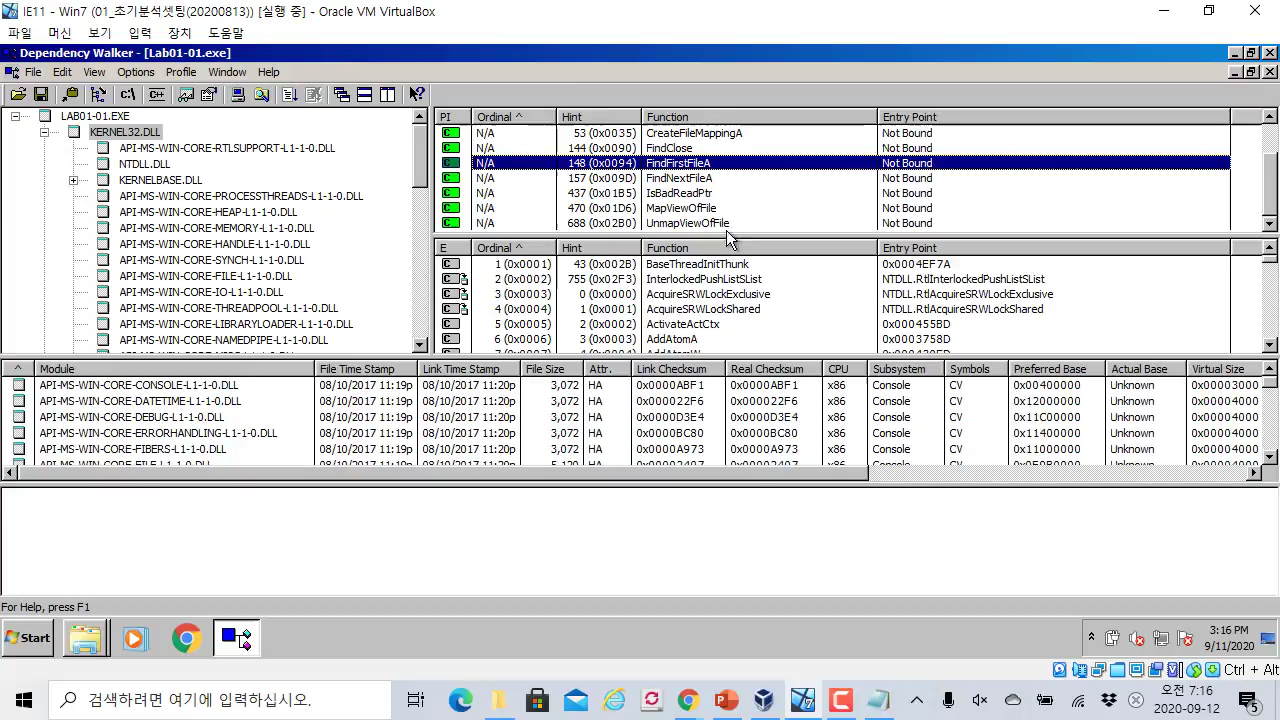 IE11 - Win7 (01_초기분석셋팅(20200813)) [실행 중] - Oracle VM VirtualBox
파일 머신 보기 입력 장치 도움말
Dependency Walker - [Lab01-01.exe]
File Edit View Options Profile Window Help
LAB01-01.EXE
KERNEL32.DLL
API-MS-WIN-CORE-RTLSUPPORT-L1-1-0.DLL
NTDLL.DLL
KERNELBASE.DLL
API-MS-WIN-CORE-PROCESSTHREADS-L1-1-0.DLL
API-MS-WIN-CORE-HEAP-L1-1-0.DLL
API-MS-WIN-CORE-MEMORY-L1-1-0.DLL
API-MS-WIN-CORE-HANDLE-L1-1-0.DLL
API-MS-WIN-CORE-SYNCH-L1-1-0.DLL
API-MS-WIN-CORE-FILE-L1-1-0.DLL
API-MS-WIN-CORE-IO-L1-1-0.DLL
API-MS-WIN-CORE-THREADPOOL-L1-1-0.DLL
API-MS-WIN-CORE-LIBRARYLOADER-L1-1-0.DLL
API-MS-WIN-CORE-NAMEDPIPE-L1-1-0.DLL
PI Ordinal ^ Hint Function Entry Point
N/A 53 (0x0035) CreateFileMappingA Not Bound
N/A 144 (0x0090) FindClose Not Bound
N/A 148 (0x0094) FindFirstFileA Not Bound
N/A 157 (0x009D) FindNextFileA Not Bound
N/A 437 (0x01B5) IsBadReadPtr Not Bound
N/A 470 (0x01D6) MapViewOfFile Not Bound
N/A 688 (0x02B0) UnmapViewOfFile Not Bound
E Ordinal ^ Hint Function Entry Point
1 (0x0001) 43 (0x002B) BaseThreadInitThunk 0x0004EF7A
2 (0x0002) 755 (0x02F3) InterlockedPushListSList NTDLL.RtlInterlockedPushListSList
3 (0x0003) 0 (0x0000) AcquireSRWLockExclusive NTDLL.RtlAcquireSRWLockExclusive
4 (0x0004) 1 (0x0001) AcquireSRWLockShared NTDLL.RtlAcquireSRWLockShared
5 (0x0005) 2 (0x0002) ActivateActCtx 0x000455BD
6 (0x0006) 3 (0x0003) AddAtomA 0x0003758D
^ Module File Time Stamp Link Time Stamp File Size Attr. Link Checksum Real Checksum CPU Subsystem Symbols Preferred Base Actual Base Virtual Size
API-MS-WIN-CORE-CONSOLE-L1-1-0.DLL 08/10/2017 11:19p 08/10/2017 11:20p 3,072 HA 0x0000ABF1 0x0000ABF1 x86 Console CV 0x00400000 Unknown 0x00003000
API-MS-WIN-CORE-DATETIME-L1-1-0.DLL 08/10/2017 11:19p 08/10/2017 11:20p 3,072 HA 0x000022F6 0x000022F6 x86 Console CV 0x12000000 Unknown 0x00004000
API-MS-WIN-CORE-DEBUG-L1-1-0.DLL 08/10/2017 11:19p 08/10/2017 11:20p 3,072 HA 0x0000D3E4 0x0000D3E4 x86 Console CV 0x11C00000 Unknown 0x00004000
API-MS-WIN-CORE-ERRORHANDLING-L1-1-0.DLL 08/10/2017 11:19p 08/10/2017 11:20p 3,072 HA 0x0000BC80 0x0000BC80 x86 Console CV 0x11400000 Unknown 0x00004000
API-MS-WIN-CORE-FIBERS-L1-1-0.DLL 08/10/2017 11:19p 08/10/2017 11:20p 3,072 HA 0x0000A973 0x0000A973 x86 Console CV 0x11000000 Unknown 0x00004000
For Help, press F1
Start
3:16 PM
9/11/2020
Ctrl + Alt
검색하려면 여기에 입력하십시오.
오전 7:16
2020-09-12
5